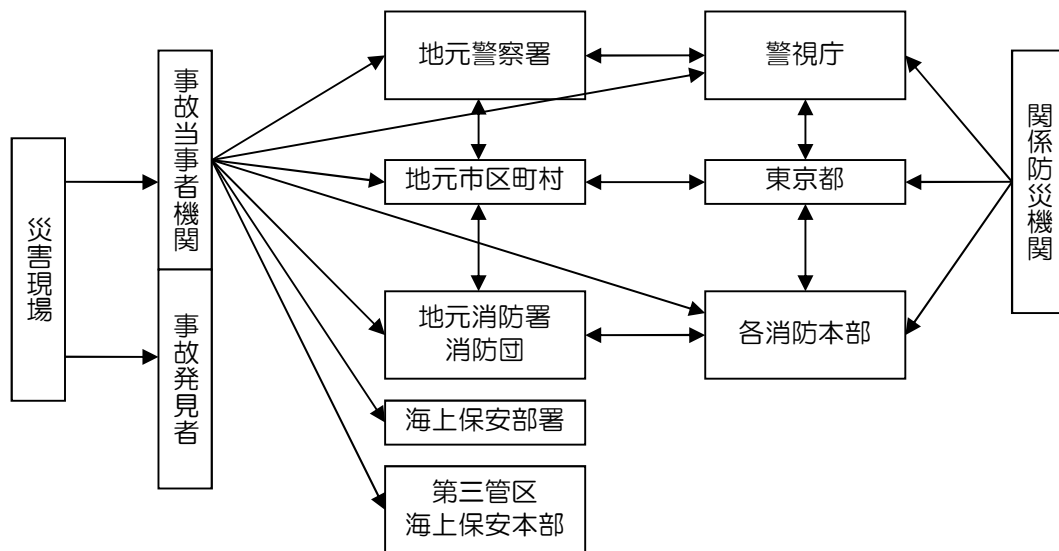 災害現場
事故当事者機関
事故発見者
地元警察署
地元市区町村
地元消防署
消防団
海上保安部署
第三管区
海上保安本部
警視庁
東京都
各消防本部
関係防災機関